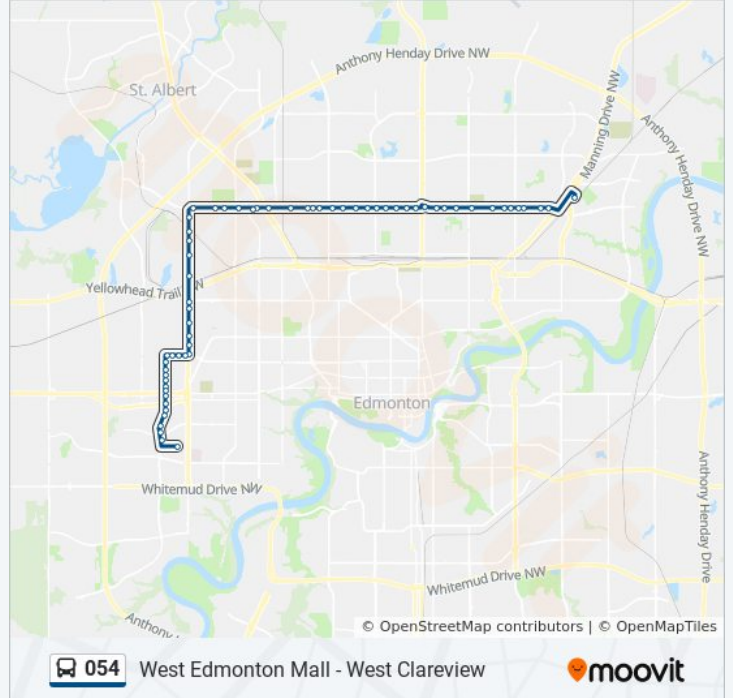 Anthony Henday Drive NW
St. Albert
Manning Drive NW
Anthony Henday Drive NW
Yellowhead Trail NW
Edmonton
Whitemud Drive NW
Anthony Henday Drive
Whitemud Drive NW
Anthony
© OpenStreetMap contributors | © OpenMapTiles
054 West Edmonton Mall - West Clareview
moovit